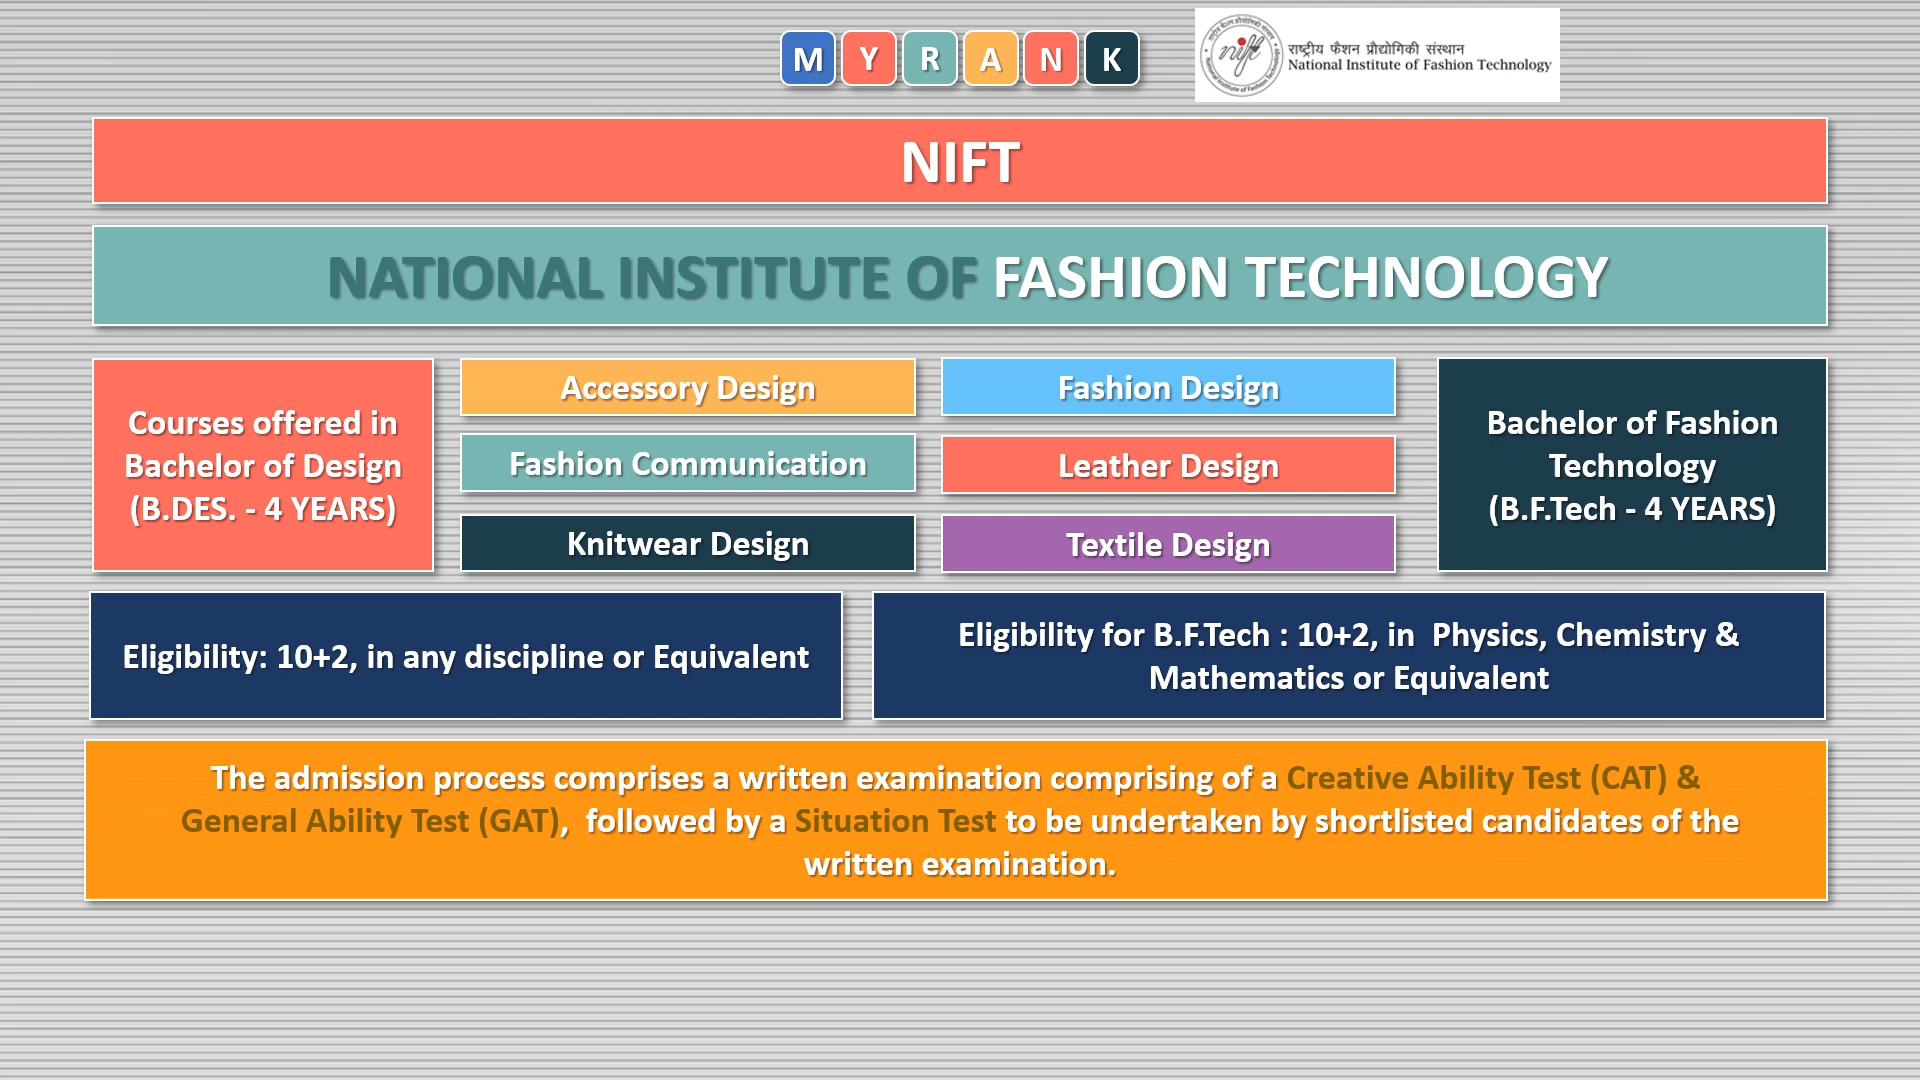 M Y R A N K
nift
राष्ट्रीय फैशन प्रौद्योगिकी संस्थान
National Institute of Fashion Technology
NIFT
NATIONAL INSTITUTE OF FASHION TECHNOLOGY
Courses offered in
Bachelor of Design
(B.DES. - 4 YEARS)
Accessory Design
Fashion Communication
Knitwear Design
Fashion Design
Leather Design
Textile Design
Bachelor of Fashion
Technology
(B.F.Tech - 4 YEARS)
Eligibility: 10+2, in any discipline or Equivalent
Eligibility for B.F.Tech : 10+2, in  Physics, Chemistry &
Mathematics or Equivalent
The admission process comprises a written examination comprising of a Creative Ability Test (CAT) &
General Ability Test (GAT),  followed by a Situation Test to be undertaken by shortlisted candidates of the
written examination.